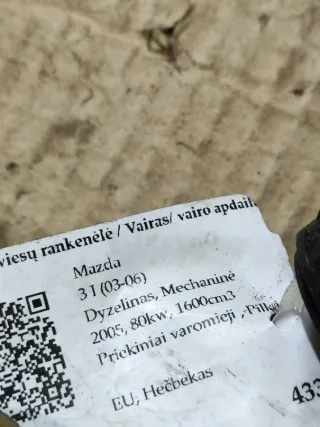 viesų rankenėlė / Vairas/ vairo apdaila
Mazda
3 I (03-06)
Dyzelinas, Mechaninė
2005, 80kw, 1600cm3
Priekiniai varomieji , Pilka
EU, Hečbekas
433